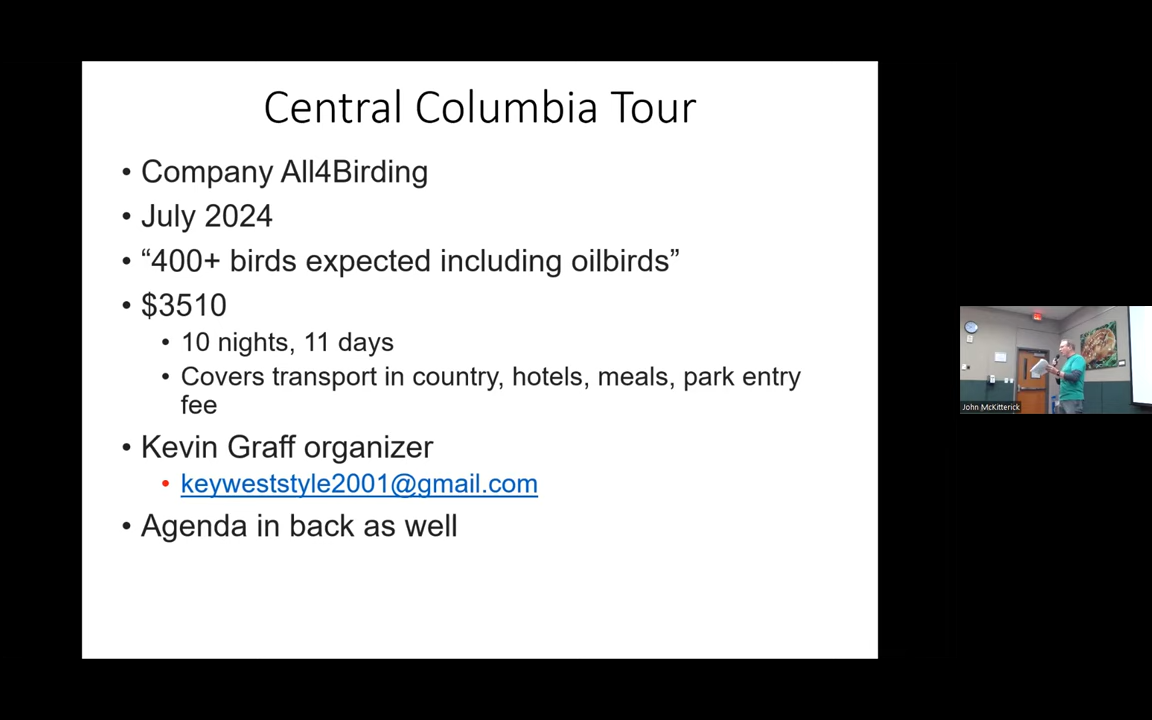 Central Columbia Tour
• Company All4Birding
• July 2024
• “400+ birds expected including oilbirds”
• $3510
• 10 nights, 11 days
• Covers transport in country, hotels, meals, park entry
fee
• Kevin Graff organizer
• keyweststyle2001@gmail.com
• Agenda in back as well
John McKitterick